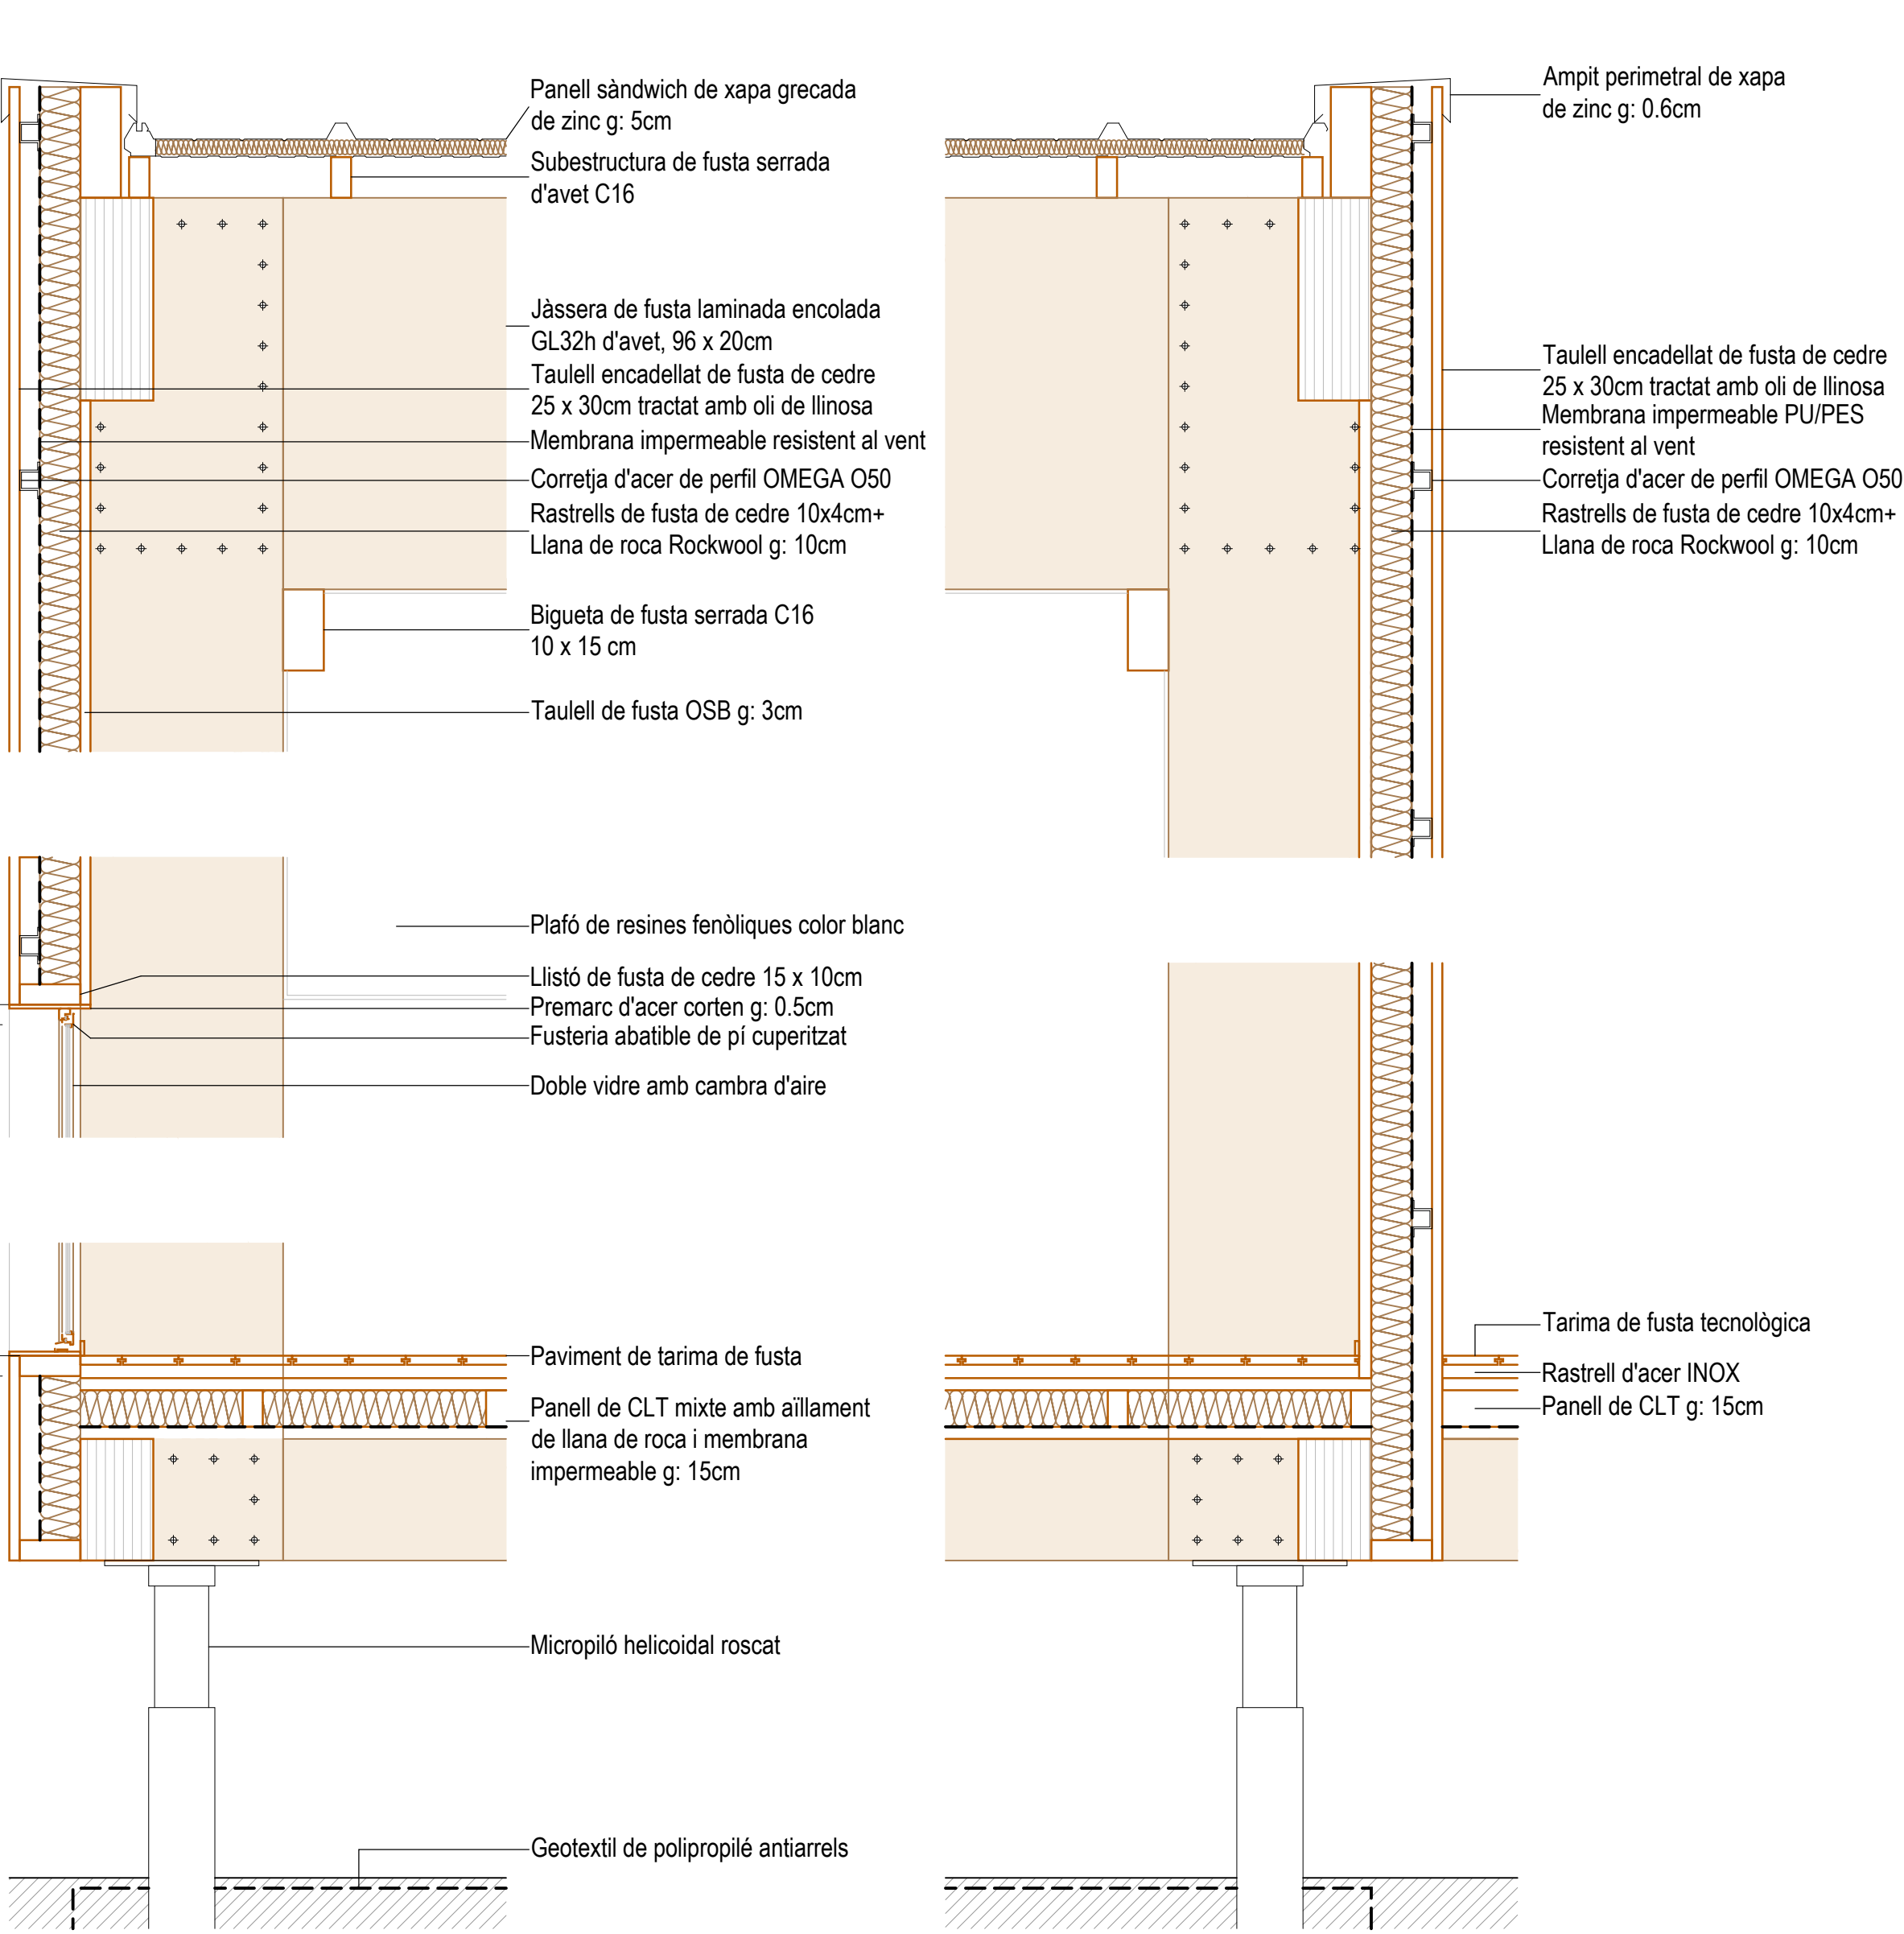 Panell sàndwich de xapa grecada
de zinc g: 5cm
Subestructura de fusta serrada
d'avet C16
Jàssera de fusta laminada encolada
GL32h d'avet, 96 x 20cm
Taulell encadellat de fusta de cedre
25 x 30cm tractat amb oli de llinosa
Membrana impermeable resistent al vent
Corretja d'acer de perfil OMEGA O50
Rastrells de fusta de cedre 10x4cm+
Llana de roca Rockwool g: 10cm
Bigueta de fusta serrada C16
10 x 15 cm
Taulell de fusta OSB g: 3cm
Plafó de resines fenòliques color blanc
Llistó de fusta de cedre 15 x 10cm
Premarc d'acer corten g: 0.5cm
Fusteria abatible de pí cuperitzat
Doble vidre amb cambra d'aire
Paviment de tarima de fusta
Panell de CLT mixte amb aïllament
de llana de roca i membrana
impermeable g: 15cm
Micropiló helicoidal roscat
Geotextil de polipropilé antiarrels
Ampit perimetral de xapa
de zinc g: 0.6cm
Taulell encadellat de fusta de cedre
25 x 30cm tractat amb oli de llinosa
Membrana impermeable PU/PES
resistent al vent
Corretja d'acer de perfil OMEGA O50
Rastrells de fusta de cedre 10x4cm+
Llana de roca Rockwool g: 10cm
Tarima de fusta tecnològica
Rastrell d'acer INOX
Panell de CLT g: 15cm